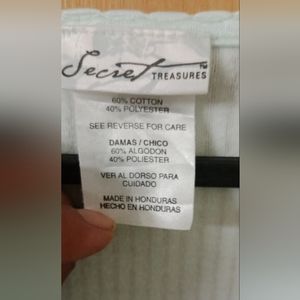 Secret
TREASURES™
60% COTTON
40% POLYESTER
SEE REVERSE FOR CARE
DAMAS / CHICO
60% ALGODON
40% POLIESTER
VER AL DORSO PARA
CUIDADO
MADE IN HONDURAS
HECHO EN HONDURAS